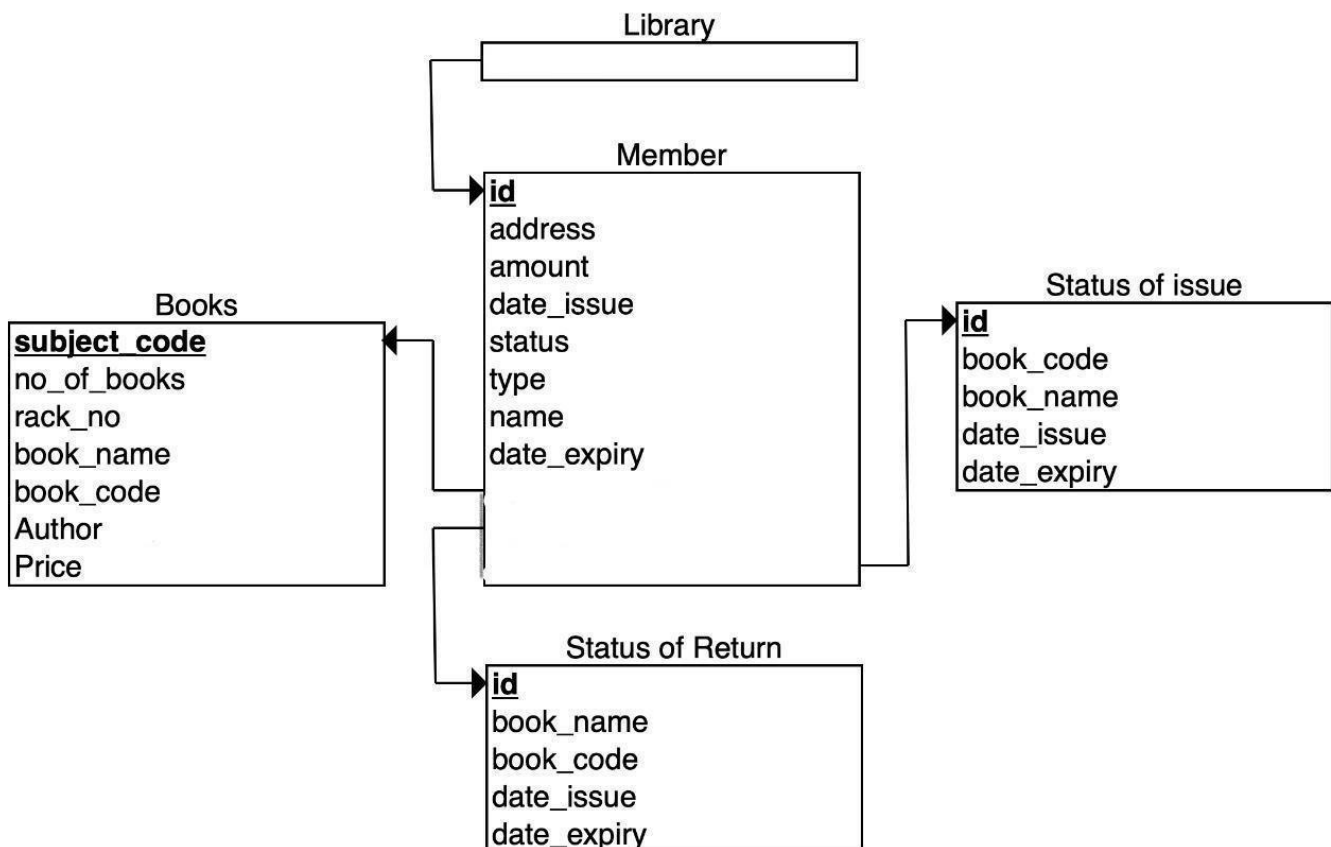 Library
Member
id
address
amount
date_issue
status
type
name
date_expiry
Books
subject_code
no_of_books
rack_no
book_name
book_code
Author
Price
Status of issue
id
book_code
book_name
date_issue
date_expiry
Status of Return
id
book_name
book_code
date_issue
date_expiry